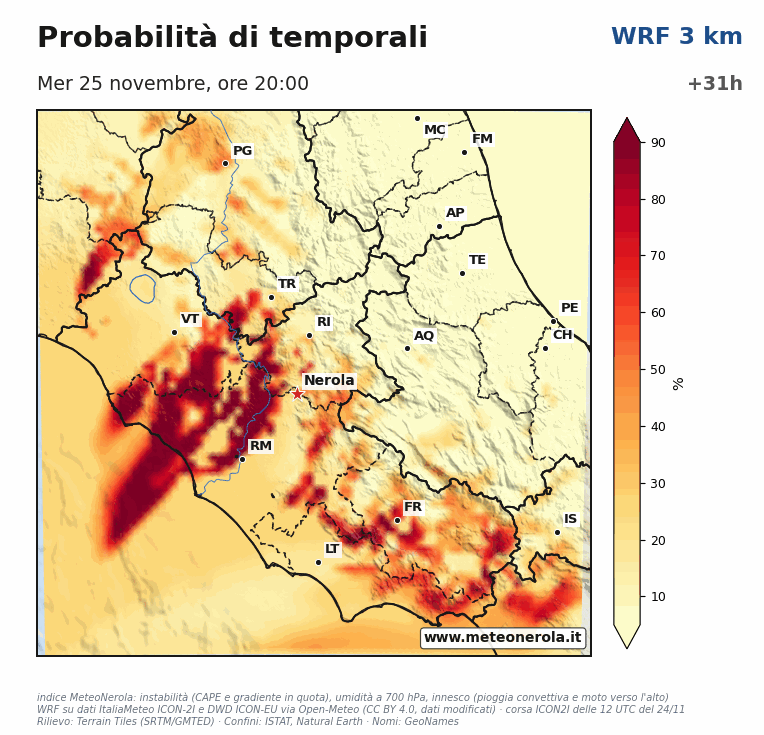 Probabilità di temporali
WRF 3 km
Mer 25 novembre, ore 20:00
+31h
MC
FM
PG
AP
TE
TR
PE
VT
RI
AQ
CH
Nerola
RM
FR
IS
LT
www.meteonerola.it
90
80
70
60
50
40
30
20
10
%
indice MeteoNerola: instabilità (CAPE e gradiente in quota), umidità a 700 hPa, innesco (pioggia convettiva e moto verso l'alto)
WRF su dati ItaliaMeteo ICON-2I e DWD ICON-EU via Open-Meteo (CC BY 4.0, dati modificati) · corsa ICON2I delle 12 UTC del 24/11
Rilievo: Terrain Tiles (SRTM/GMTED) · Confini: ISTAT, Natural Earth · Nomi: GeoNames